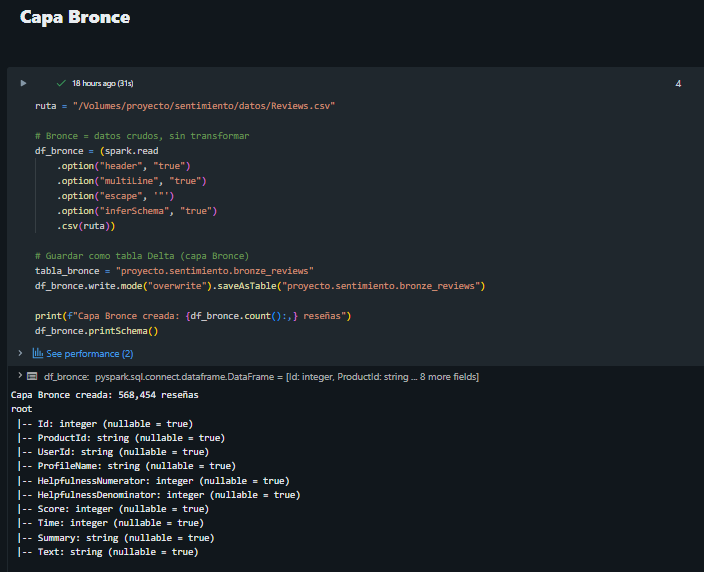 Capa Bronce
18 hours ago (31s)
4
ruta = "/Volumes/proyecto/sentimiento/datos/Reviews.csv"
# Bronce = datos crudos, sin transformar
df_bronce = (spark.read
    .option("header", "true")
    .option("multiLine", "true")
    .option("escape", '"')
    .option("inferSchema", "true")
    .csv(ruta))
# Guardar como tabla Delta (capa Bronce)
tabla_bronce = "proyecto.sentimiento.bronze_reviews"
df_bronce.write.mode("overwrite").saveAsTable("proyecto.sentimiento.bronze_reviews")
print(f"Capa Bronce creada: {df_bronce.count():,} reseñas")
df_bronce.printSchema()
See performance (2)
df_bronce: pyspark.sql.connect.dataframe.DataFrame = [Id: integer, ProductId: string ... 8 more fields]
Capa Bronce creada: 568,454 reseñas
root
 |-- Id: integer (nullable = true)
 |-- ProductId: string (nullable = true)
 |-- UserId: string (nullable = true)
 |-- ProfileName: string (nullable = true)
 |-- HelpfulnessNumerator: integer (nullable = true)
 |-- HelpfulnessDenominator: integer (nullable = true)
 |-- Score: integer (nullable = true)
 |-- Time: integer (nullable = true)
 |-- Summary: string (nullable = true)
 |-- Text: string (nullable = true)